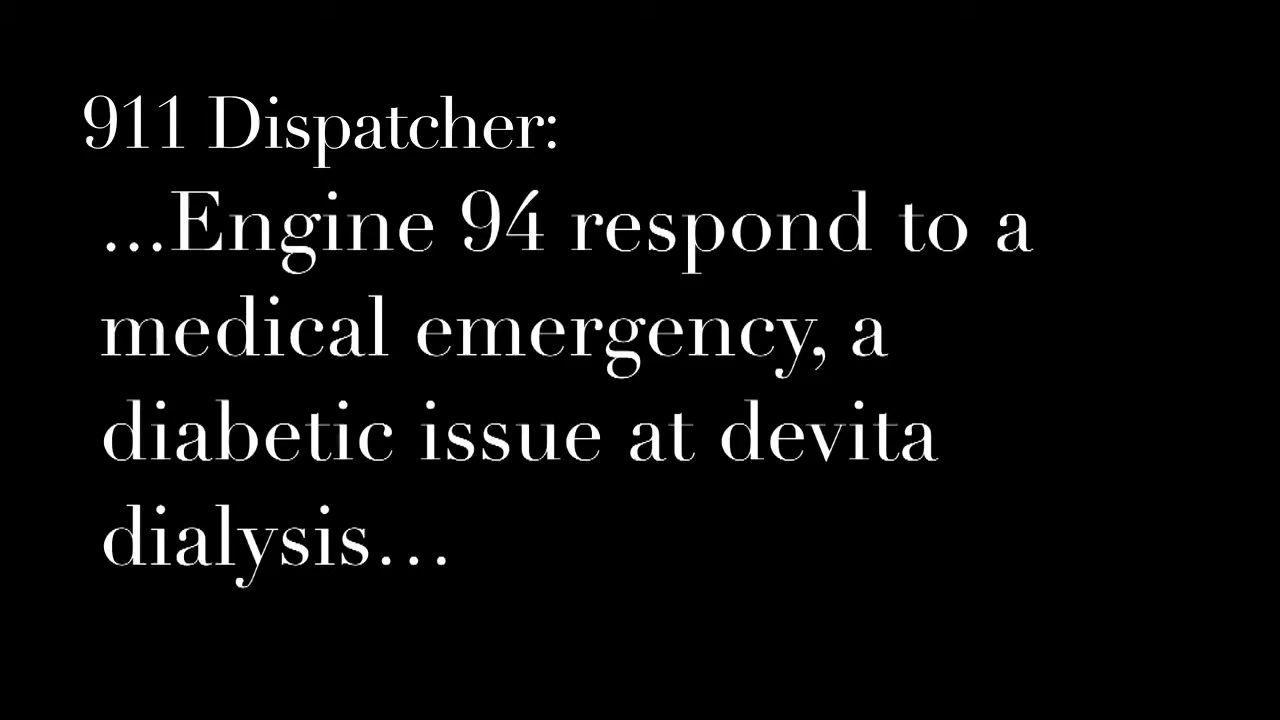 911 Dispatcher:
...Engine 94 respond to a
medical emergency, a
diabetic issue at devita
dialysis...